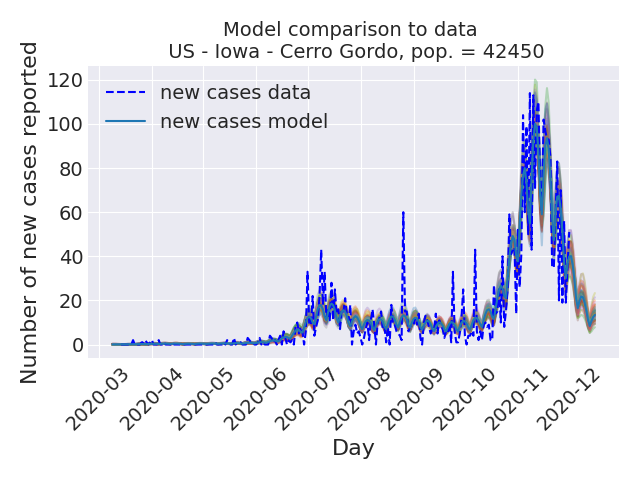 Model comparison to data
US - Iowa - Cerro Gordo, pop. = 42450
Number of new cases reported
120
100
80
60
40
20
0
new cases data
new cases model
2020-03
2020-04
2020-05
2020-06
2020-07
2020-08
2020-09
2020-10
2020-11
2020-12
Day